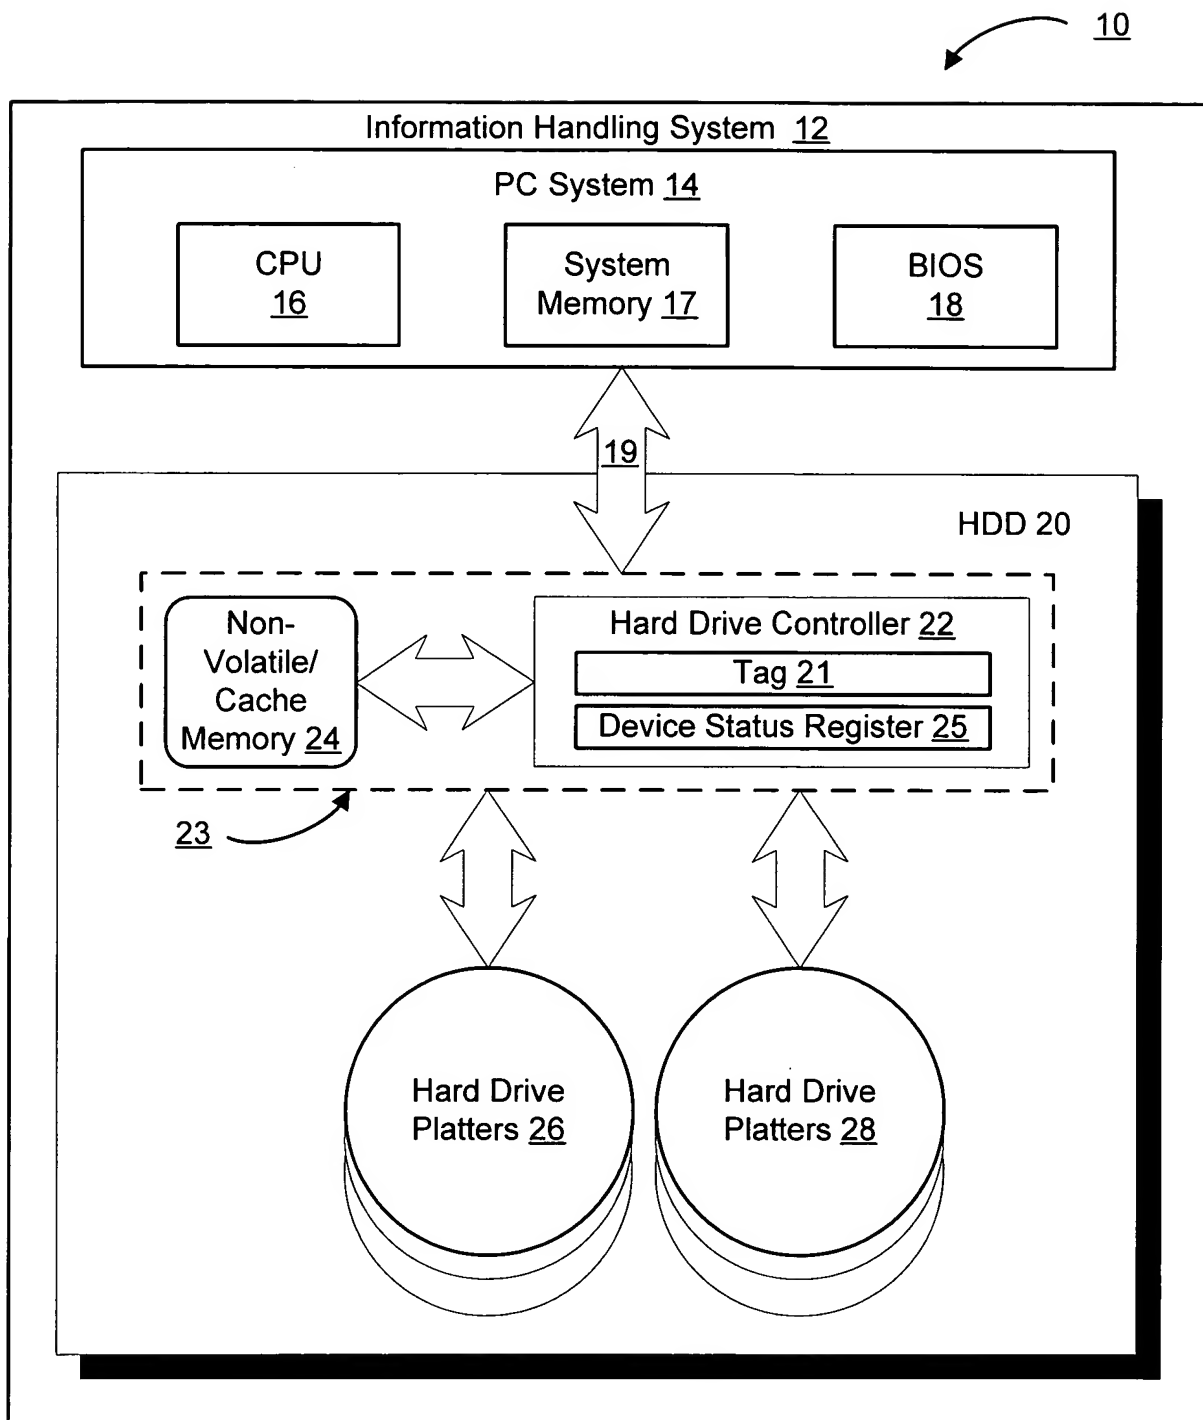 10
Information Handling System 12
PC System 14
CPU
16
System
Memory 17
BIOS
18
19
HDD 20
Non-
Volatile/
Cache
Memory 24
Hard Drive Controller 22
Tag 21
Device Status Register 25
23
Hard Drive
Platters 26
Hard Drive
Platters 28